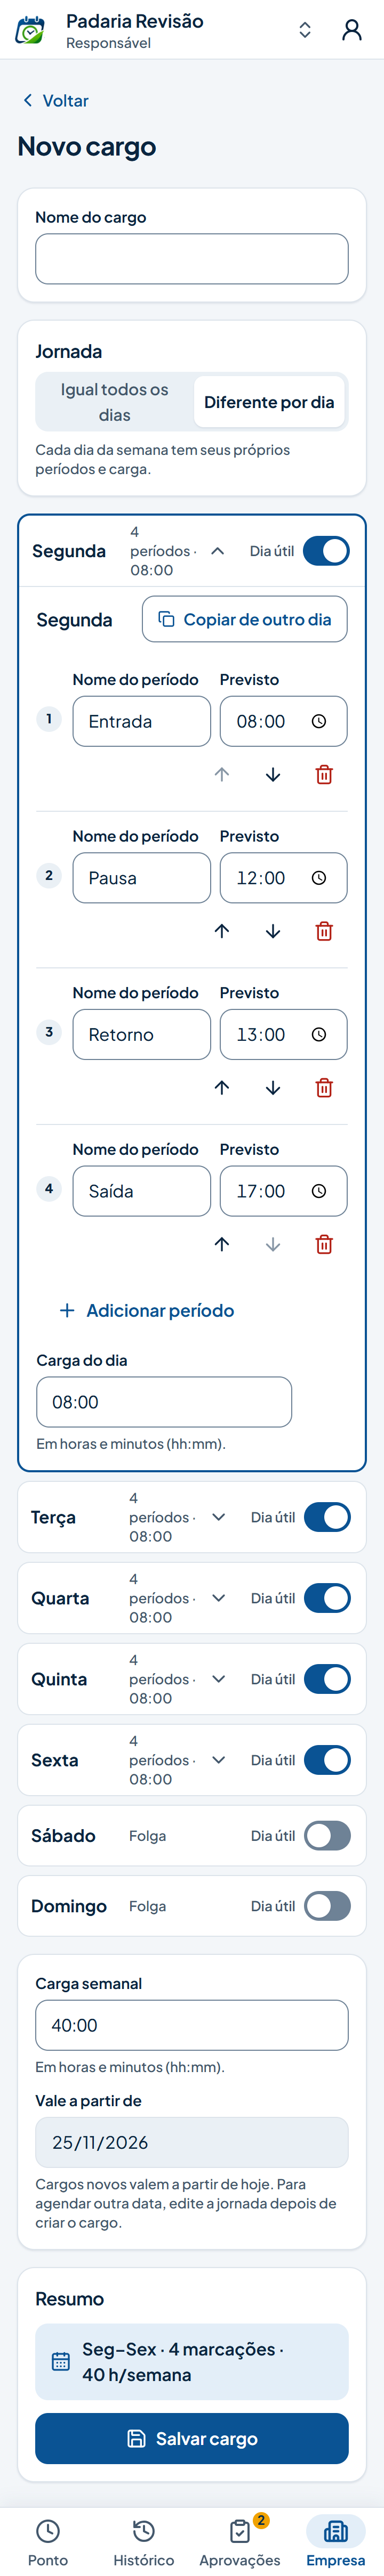 Padaria Revisão
Responsável
Voltar
Novo cargo
Nome do cargo
Jornada
Igual todos os
dias
Diferente por dia
Cada dia da semana tem seus próprios
períodos e carga.
Segunda
4
períodos ·
08:00
Dia útil
Segunda
Copiar de outro dia
Nome do período
Previsto
1
Entrada
08:00
Nome do período
Previsto
2
Pausa
12:00
Nome do período
Previsto
3
Retorno
13:00
Nome do período
Previsto
4
Saída
17:00
Adicionar período
Carga do dia
08:00
Em horas e minutos (hh:mm).
Terça
4
períodos ·
08:00
Dia útil
Quarta
4
períodos ·
08:00
Dia útil
Quinta
4
períodos ·
08:00
Dia útil
Sexta
4
períodos ·
08:00
Dia útil
Sábado
Folga
Dia útil
Domingo
Folga
Dia útil
Carga semanal
40:00
Em horas e minutos (hh:mm).
Vale a partir de
25/11/2026
Cargos novos valem a partir de hoje. Para
agendar outra data, edite a jornada depois de
criar o cargo.
Resumo
Seg–Sex · 4 marcações ·
40 h/semana
Salvar cargo
2
Ponto
Histórico
Aprovações
Empresa